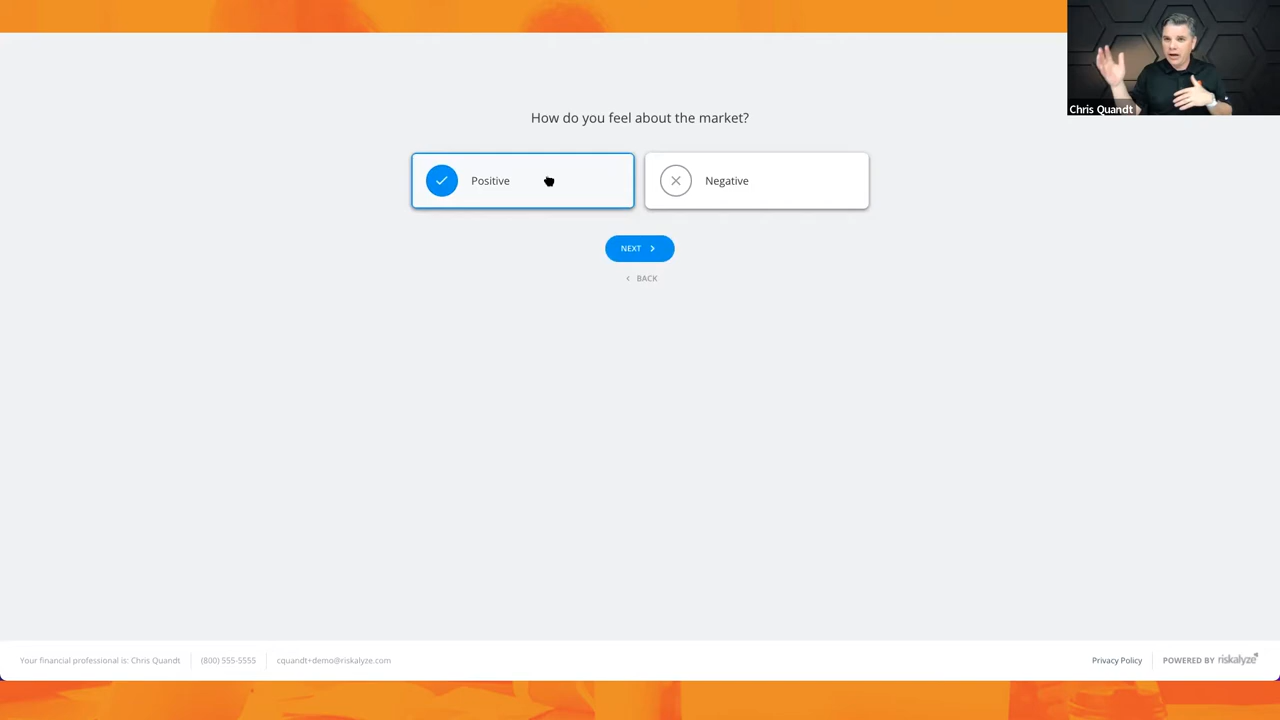 Chris Quandt
How do you feel about the market?
Positive
Negative
NEXT
BACK
Your financial professional is: Chris Quandt
(800) 555-5555
cquandt+demo@riskalyze.com
Privacy Policy
POWERED BY riskalyze